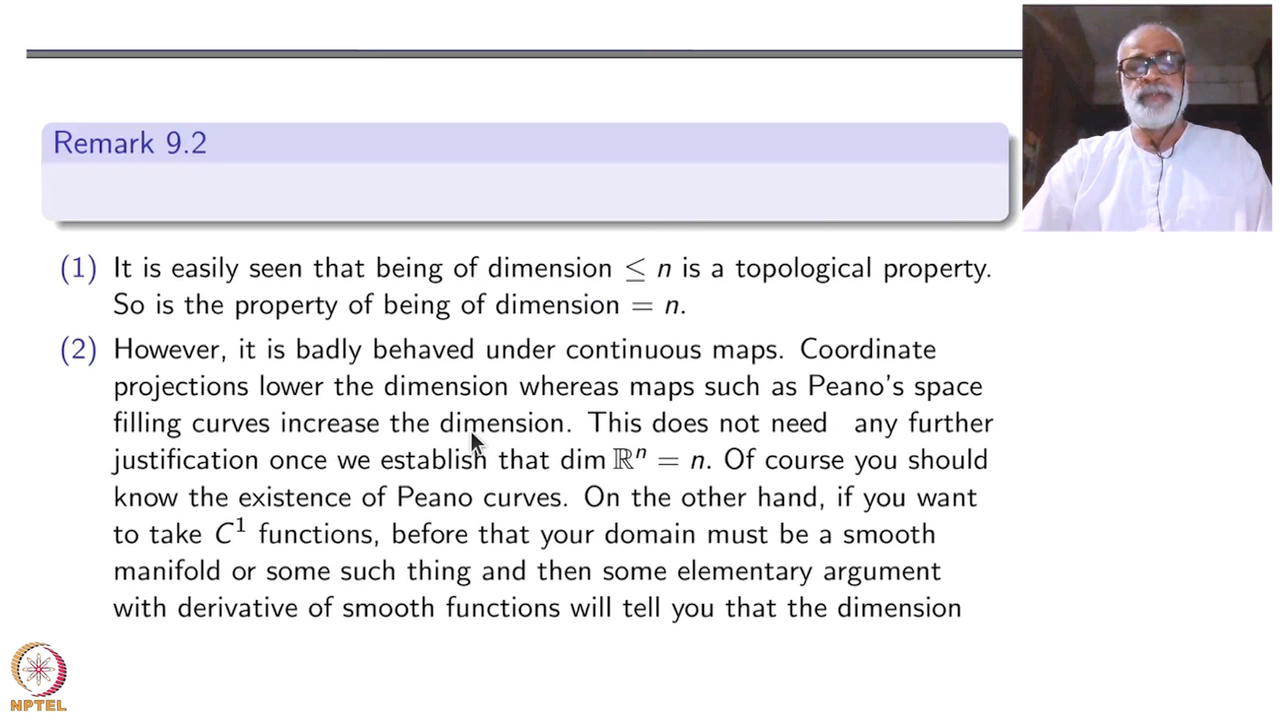 Remark 9.2
(1) It is easily seen that being of dimension ≤ n is a topological property.
So is the property of being of dimension = n.
(2) However, it is badly behaved under continuous maps. Coordinate
projections lower the dimension whereas maps such as Peano's space
filling curves increase the dimension. This does not need any further
justification once we establish that dim ℝⁿ = n. Of course you should
know the existence of Peano curves. On the other hand, if you want
to take C¹ functions, before that your domain must be a smooth
manifold or some such thing and then some elementary argument
with derivative of smooth functions will tell you that the dimension
NPTEL